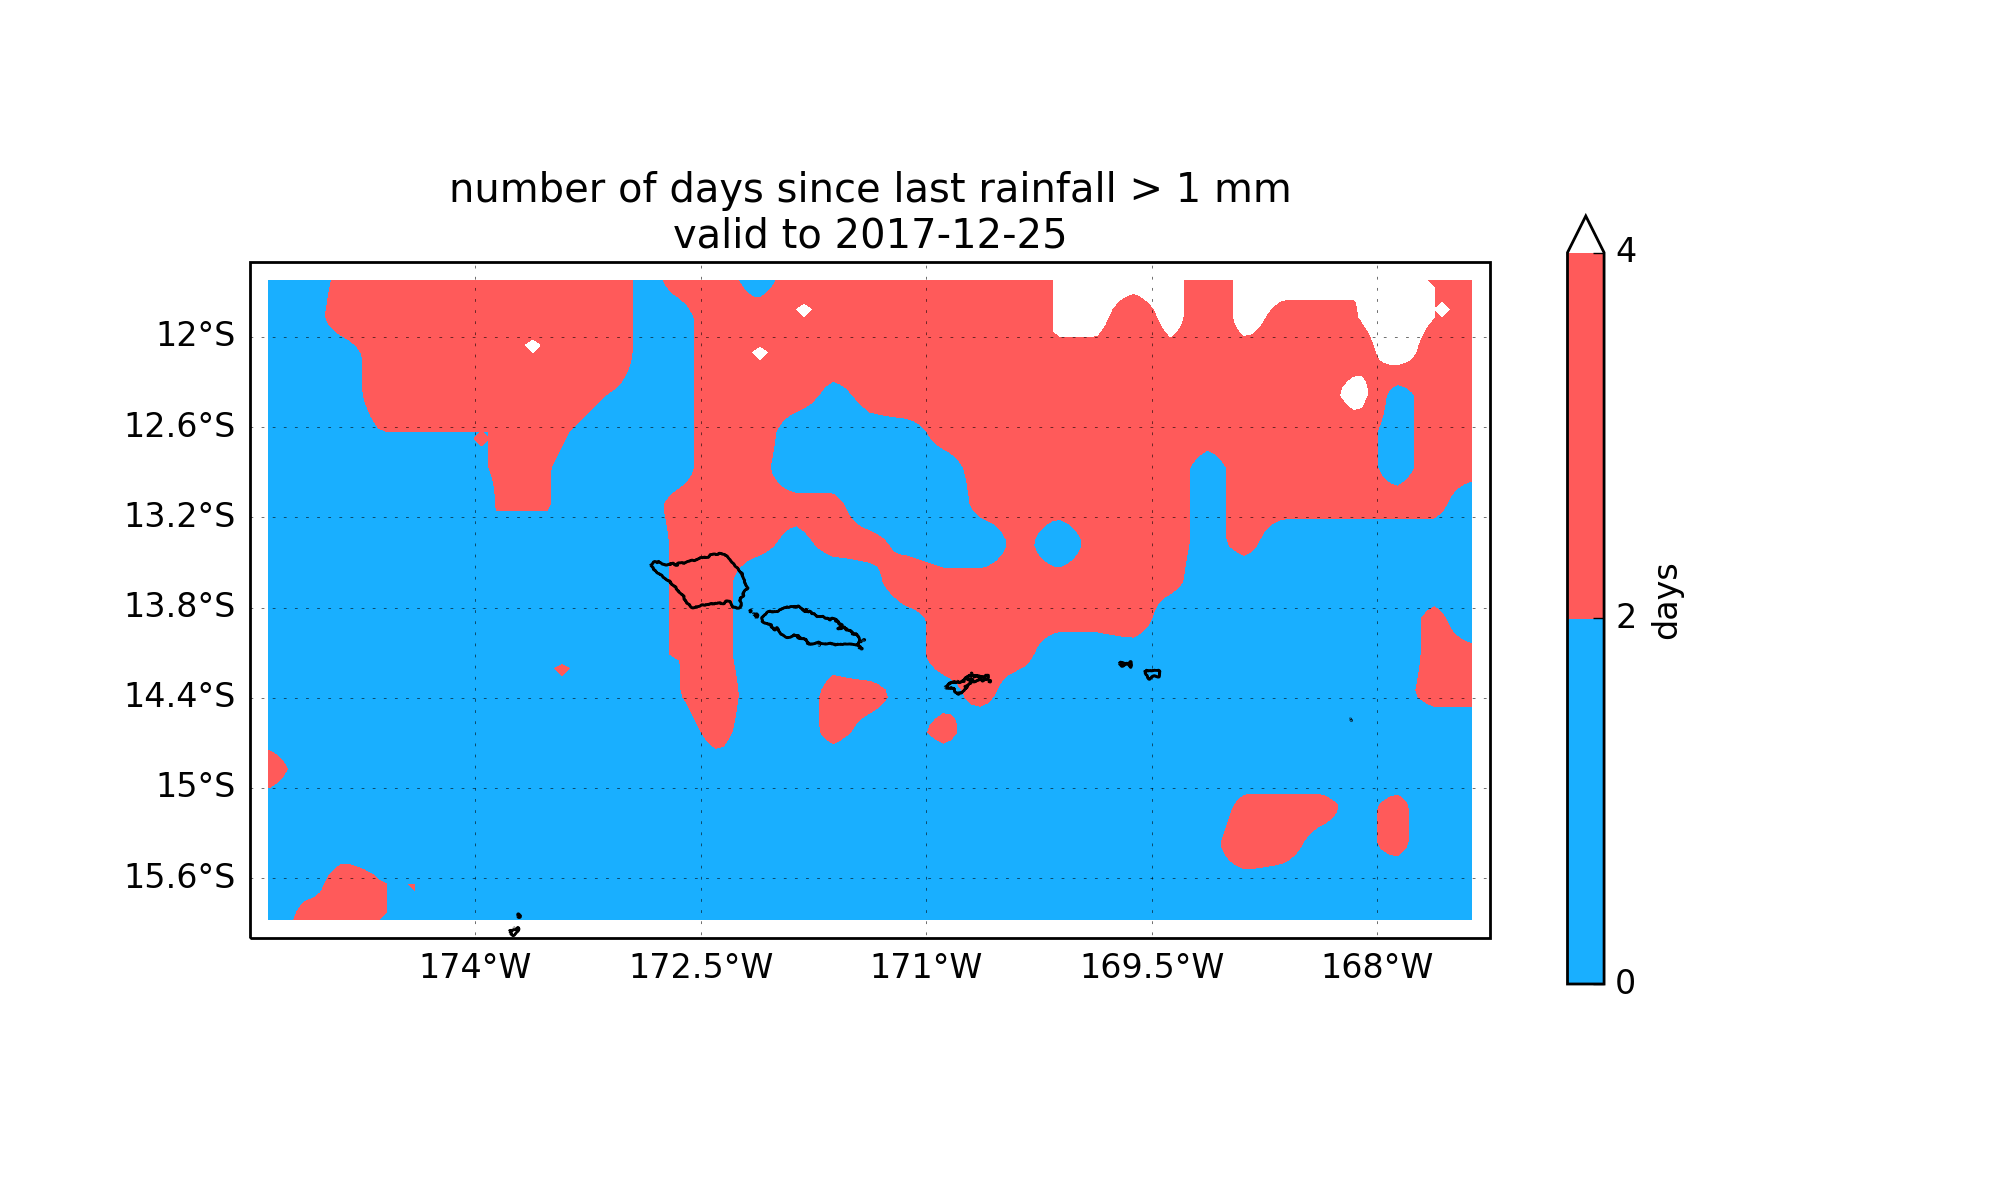 number of days since last rainfall > 1 mm
valid to 2017-12-25
12°S
12.6°S
13.2°S
13.8°S
14.4°S
15°S
15.6°S
174°W 172.5°W 171°W 169.5°W 168°W
4
2
0
days